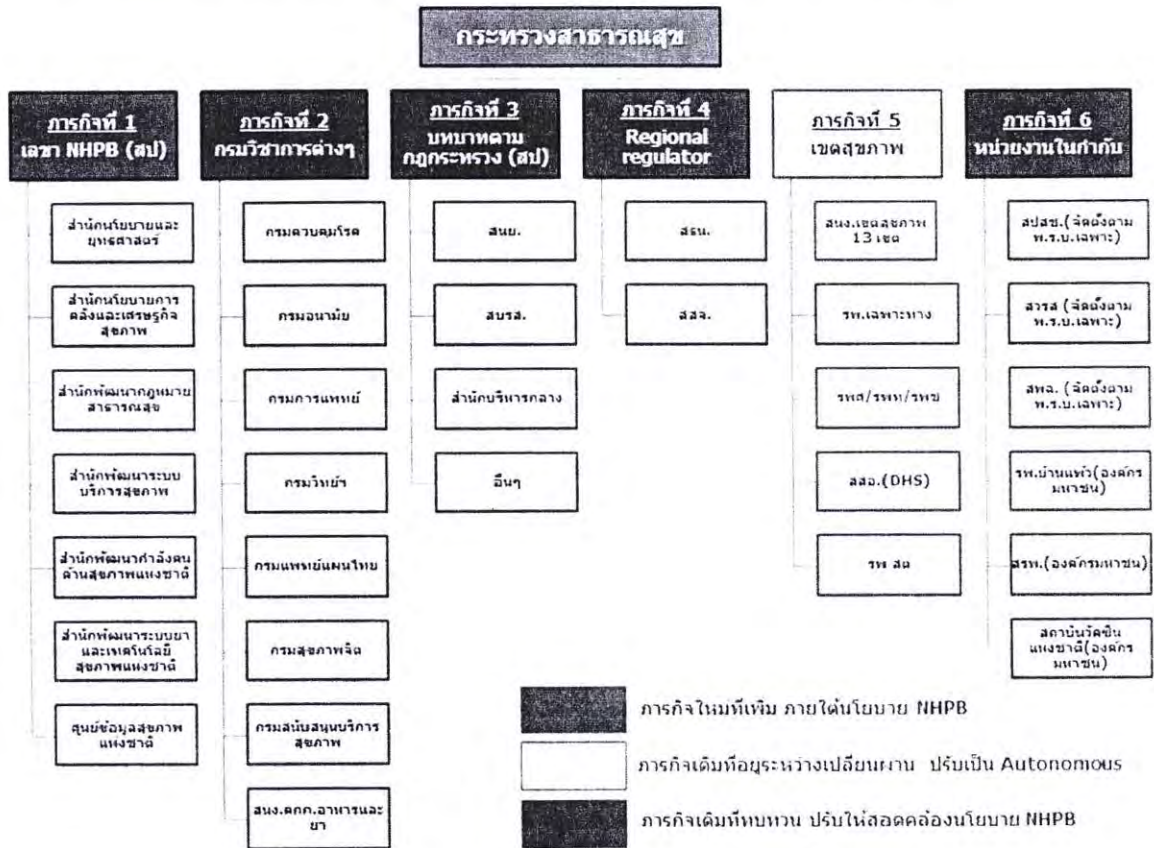 กระทรวงสาธารณสุข
ภารกิจที่ 1
เลขา NHPB (สป)
สำนักนโยบายและ
ยุทธศาสตร์
สำนักนโยบายการ
คลังและเศรษฐกิจ
สุขภาพ
สำนักพัฒนากฎหมาย
สาธารณสุข
สำนักพัฒนาระบบ
บริการสุขภาพ
สำนักพัฒนากำลังคน
ด้านสุขภาพแห่งชาติ
สำนักพัฒนาระบบยา
และเทคโนโลยี
สุขภาพแห่งชาติ
ศูนย์ข้อมูลสุขภาพ
แห่งชาติ
ภารกิจที่ 2
กรมวิชาการต่างๆ
กรมควบคุมโรค
กรมอนามัย
กรมการแพทย์
กรมวิทย์ฯ
กรมแพทย์แผนไทย
กรมสุขภาพจิต
กรมสนับสนุนบริการ
สุขภาพ
สนง.คกก.อาหารและ
ยา
ภารกิจที่ 3
บทบาทตาม
กฎกระทรวง (สป)
สนย.
สบรส.
สำนักบริหารกลาง
อื่นๆ
ภารกิจที่ 4
Regional
regulator
สธน.
สสจ.
ภารกิจที่ 5
เขตสุขภาพ
สนง.เขตสุขภาพ
13 เขต
รพ.เฉพาะทาง
รพศ/รพท/รพช
สสอ.(DHS)
รพ สต
ภารกิจที่ 6
หน่วยงานในกำกับ
สปสช.(จัดตั้งตาม
พ.ร.บ.เฉพาะ)
สวรส (จัดตั้งตาม
พ.ร.บ.เฉพาะ)
สพฉ. (จัดตั้งตาม
พ.ร.บ.เฉพาะ)
รพ.บ้านแพ้ว(องค์กร
มหาชน)
สรพ.(องค์กรมหาชน)
สถาบันวัคซีน
แห่งชาติ(องค์กร
มหาชน)
ภารกิจใหม่ที่เพิ่ม ภายใต้นโยบาย NHPB
ภารกิจเดิมที่อยู่ระหว่างเปลี่ยนผ่าน ปรับเป็น Autonomous
ภารกิจเดิมที่ทบทวน ปรับให้สอดคล้องนโยบาย NHPB